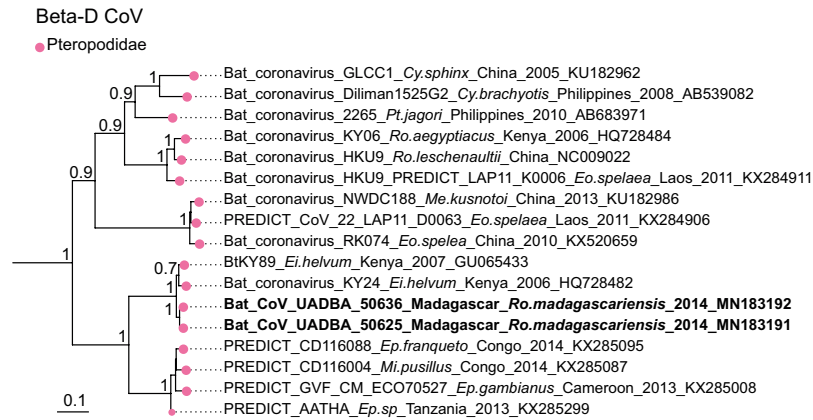 Beta-D CoV
Pteropodidae
1
Bat_coronavirus_GLCC1_Cy.sphinx_China_2005_KU182962
0.9
Bat_coronavirus_Diliman1525G2_Cy.brachyotis_Philippines_2008_AB539082
Bat_coronavirus_2265_Pt.jagori_Philippines_2010_AB683971
0.9
1
Bat_coronavirus_KY06_Ro.aegyptiacus_Kenya_2006_HQ728484
1
Bat_coronavirus_HKU9_Ro.leschenaultii_China_NC009022
0.9
Bat_coronavirus_HKU9_PREDICT_LAP11_K0006_Eo.spelaea_Laos_2011_KX284911
Bat_coronavirus_NWDC188_Me.kusnotoi_China_2013_KU182986
1
PREDICT_CoV_22_LAP11_D0063_Eo.spelaea_Laos_2011_KX284906
Bat_coronavirus_RK074_Eo.spelea_China_2010_KX520659
1
0.7
BtKY89_Ei.helvum_Kenya_2007_GU065433
1
Bat_coronavirus_KY24_Ei.helvum_Kenya_2006_HQ728482
1
Bat_CoV_UADBA_50636_Madagascar_Ro.madagascariensis_2014_MN183192
Bat_CoV_UADBA_50625_Madagascar_Ro.madagascariensis_2014_MN183191
1
PREDICT_CD116088_Ep.franqueto_Congo_2014_KX285095
PREDICT_CD116004_Mi.pusillus_Congo_2014_KX285087
1
PREDICT_GVF_CM_ECO70527_Ep.gambianus_Cameroon_2013_KX285008
0.1
PREDICT_AATHA_Ep.sp_Tanzania_2013_KX285299